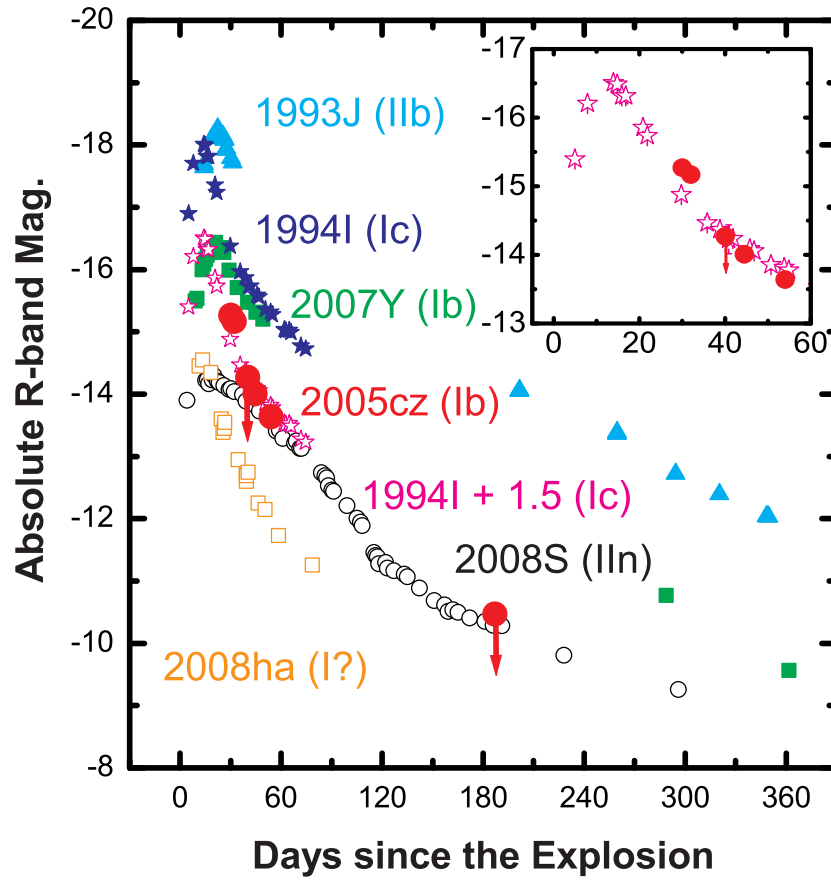 -20
-18
-16
-14
-12
-10
-8
Absolute R-band Mag.
0 60 120 180 240 300 360
Days since the Explosion
1993J (IIb)
1994I (Ic)
2007Y (Ib)
2005cz (Ib)
1994I + 1.5 (Ic)
2008S (IIn)
2008ha (I?)
-17
-16
-15
-14
-13
0 20 40 60